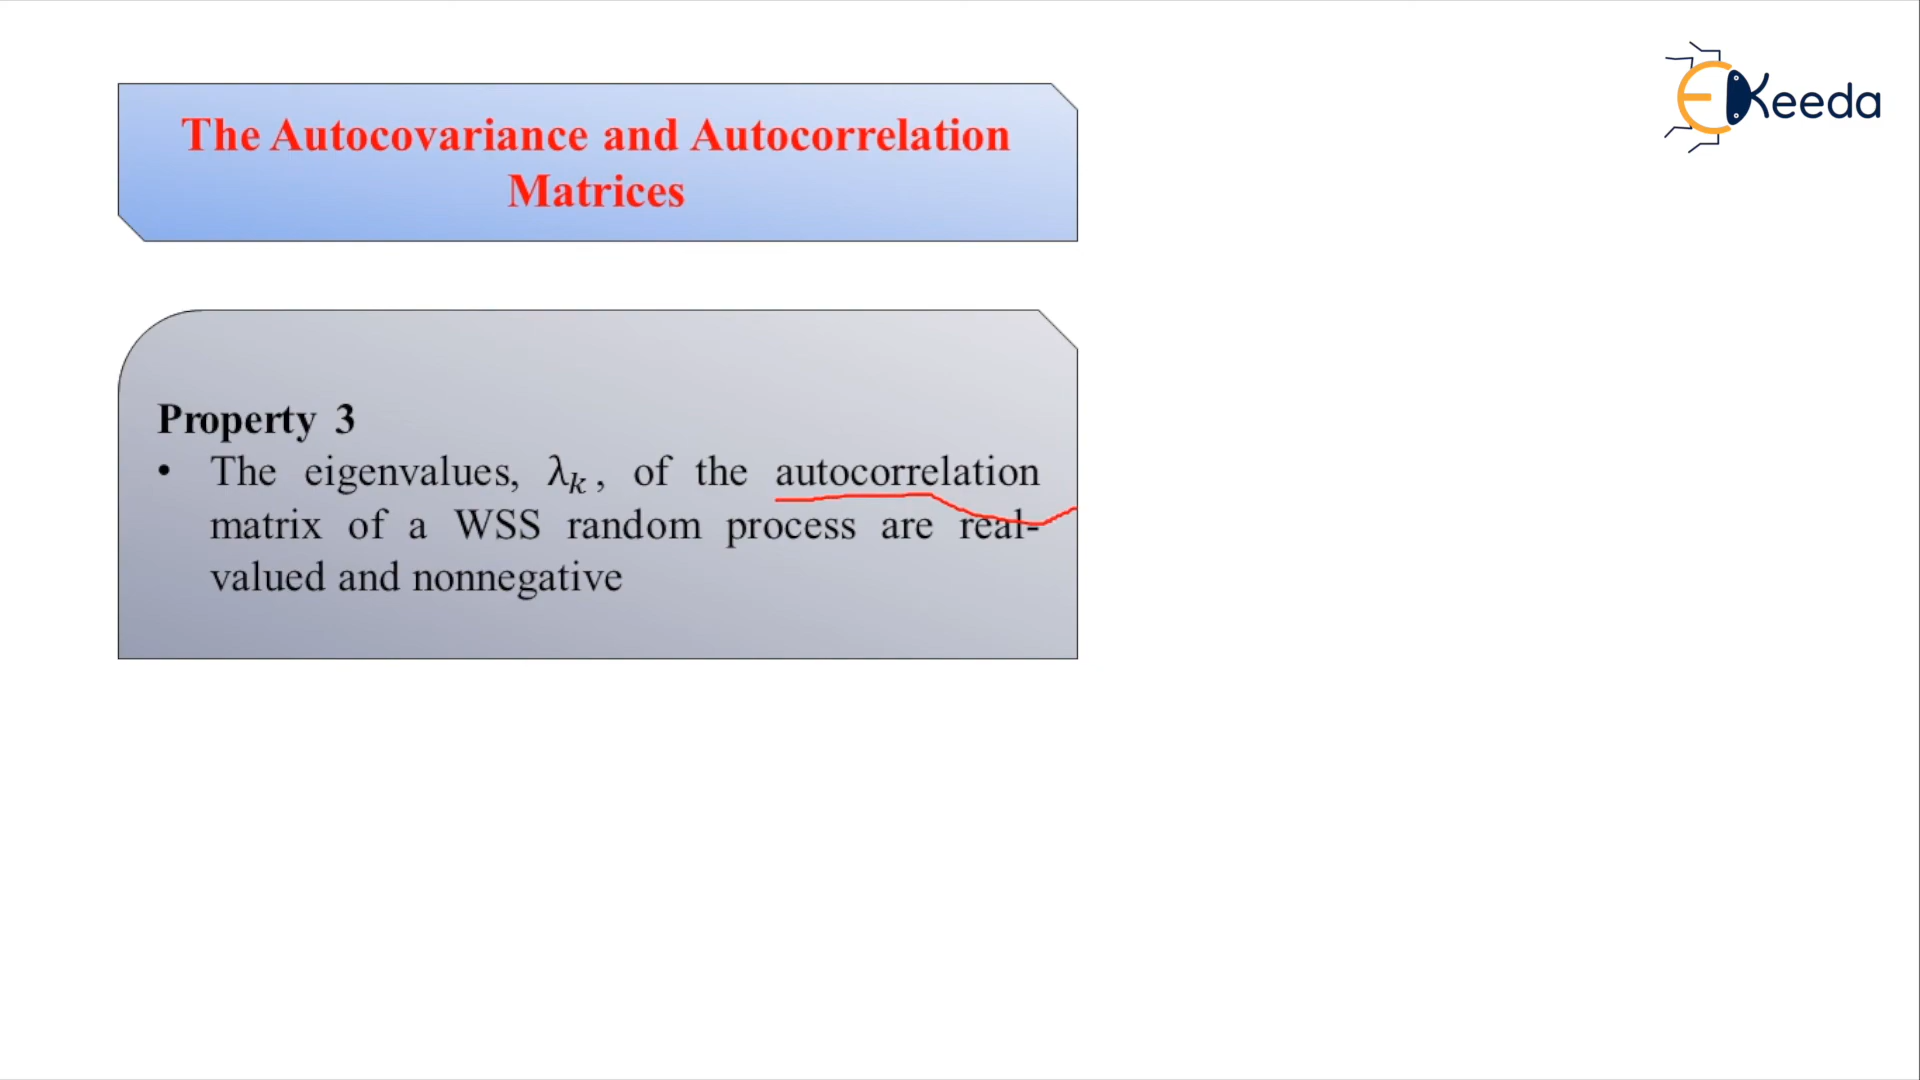 EKeeda
The Autocovariance and Autocorrelation
Matrices
Property 3
• The eigenvalues, λₖ, of the autocorrelation
matrix of a WSS random process are real-
valued and nonnegative